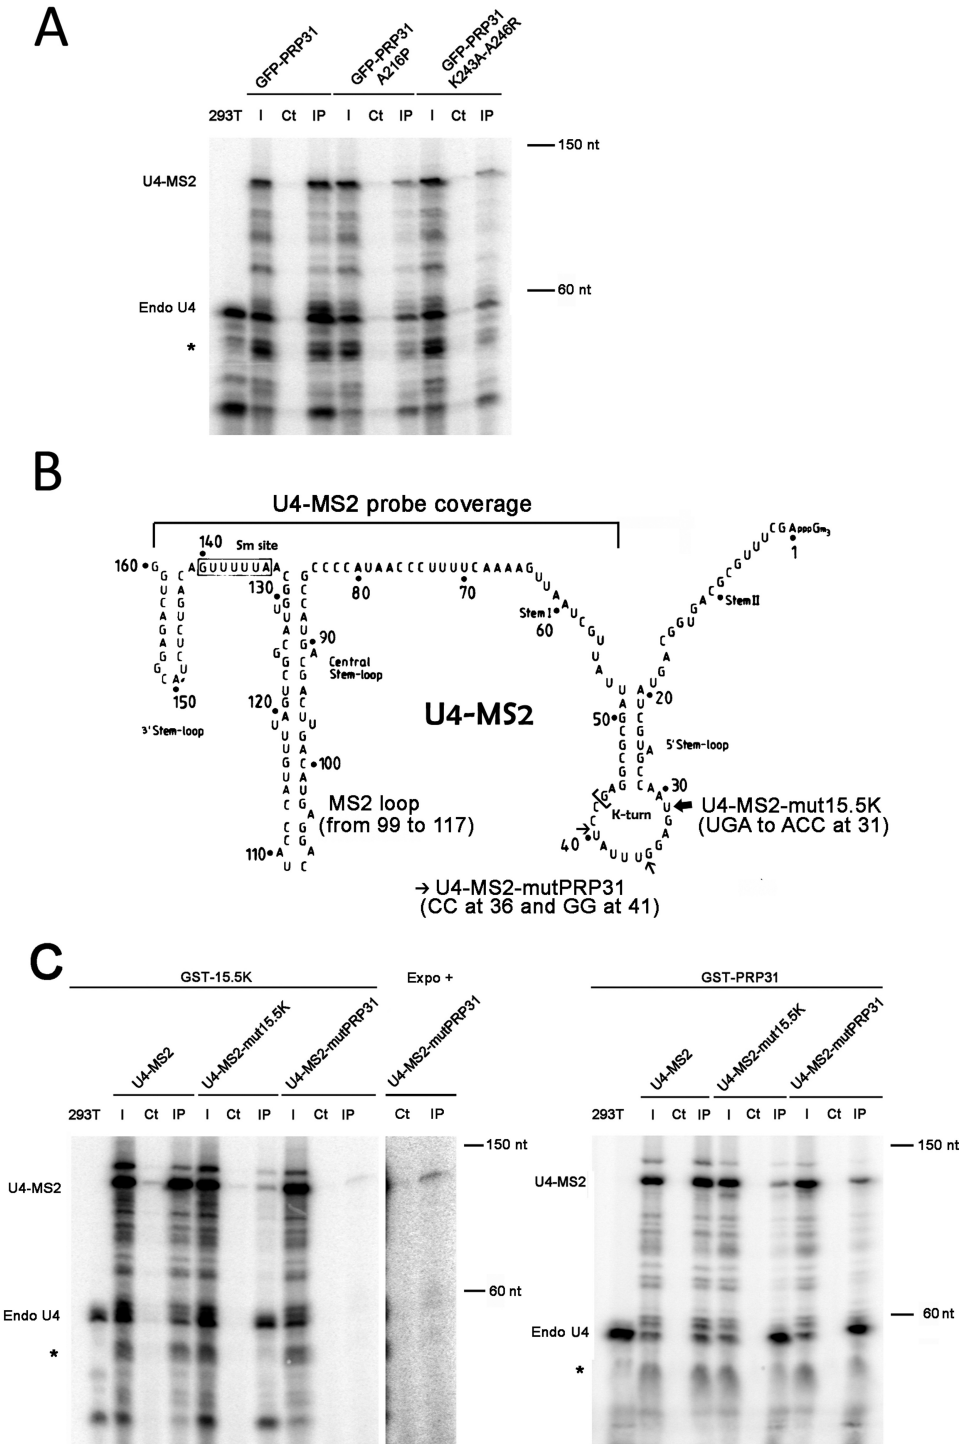 A
GFP-PRP31
GFP-PRP31 A216P
GFP-PRP31 K243A-A246R
293T I Ct IP I Ct IP I Ct IP
150 nt
U4-MS2
60 nt
Endo U4
*
B
U4-MS2 probe coverage
140
Sm site
160
130
80
70
90
Central
Stem-loop
120
150
3' Stem-loop
100
110
MS2 loop
(from 99 to 117)
U4-MS2
Stem I
60
50
20
Stem II
1
5' Stem-loop
30
K-turn
40
U4-MS2-mut15.5K
(UGA to ACC at 31)
→ U4-MS2-mutPRP31
(CC at 36 and GG at 41)
C
GST-15.5K
Expo +
GST-PRP31
U4-MS2
U4-MS2-mut15.5K
U4-MS2-mutPRP31
U4-MS2-mutPRP31
U4-MS2
U4-MS2-mut15.5K
U4-MS2-mutPRP31
293T I Ct IP I Ct IP I Ct IP Ct IP
293T I Ct IP I Ct IP I Ct IP
150 nt
150 nt
U4-MS2
U4-MS2
60 nt
60 nt
Endo U4
Endo U4
*
*